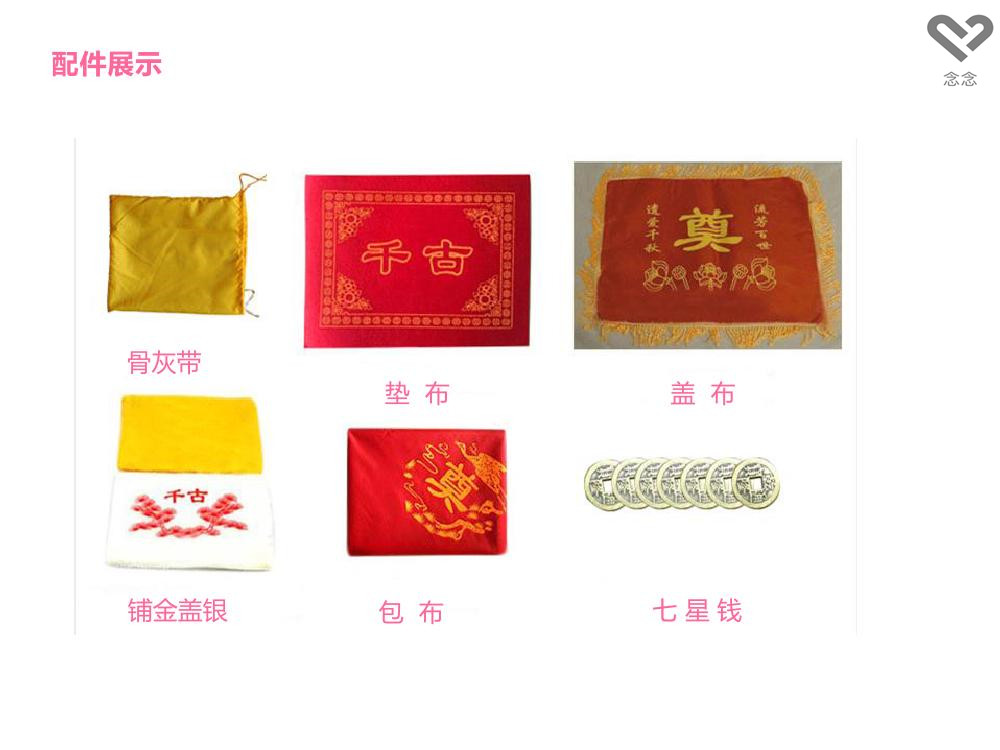 配件展示
念念
千古
奠
遗爱千秋
流芳百世
骨灰带
垫 布
盖 布
千古
奠
铺金盖银
包 布
七 星 钱